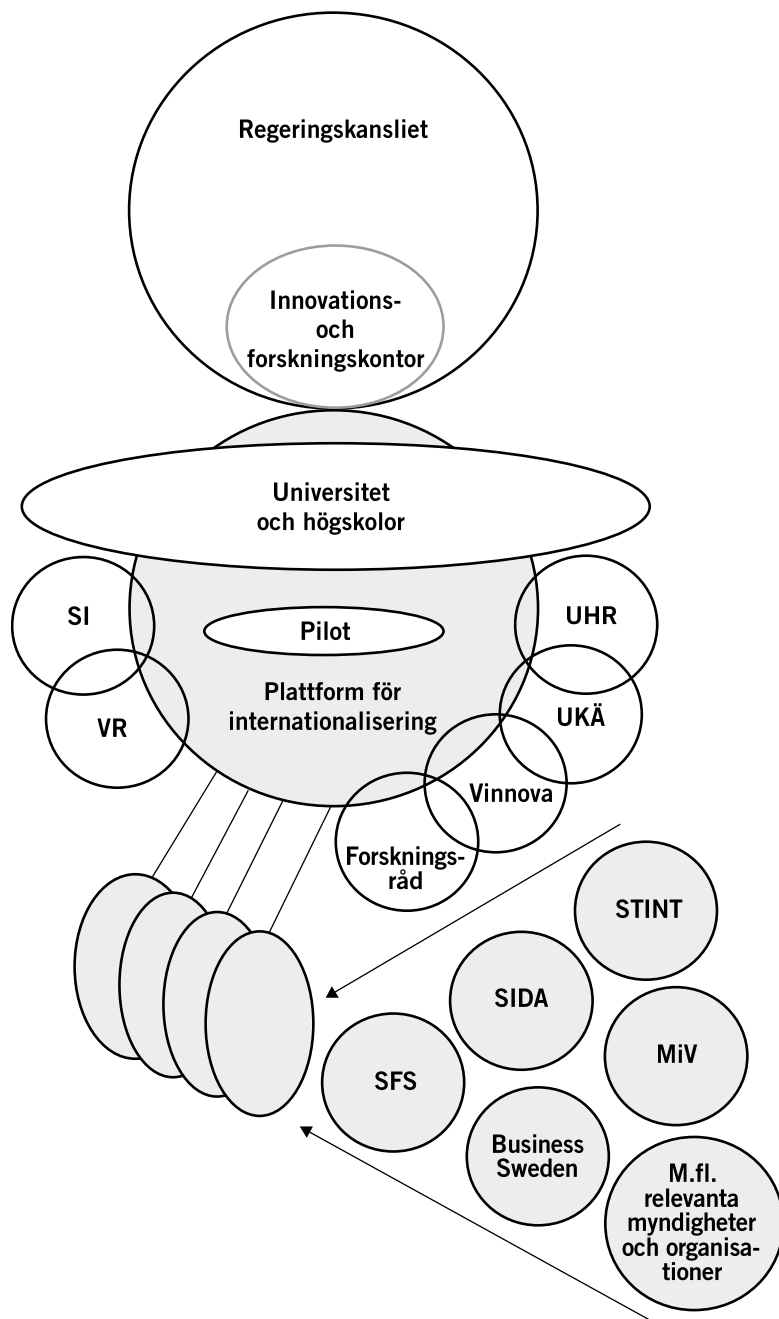 Regeringskansliet
Innovations-
och
forskningskontor
Universitet
och högskolor
SI
UHR
Pilot
VR
Plattform för
internationalisering
UKÄ
Vinnova
Forsknings-
råd
STINT
SIDA
MiV
SFS
Business
Sweden
M.fl.
relevanta
myndigheter
och organisa-
tioner